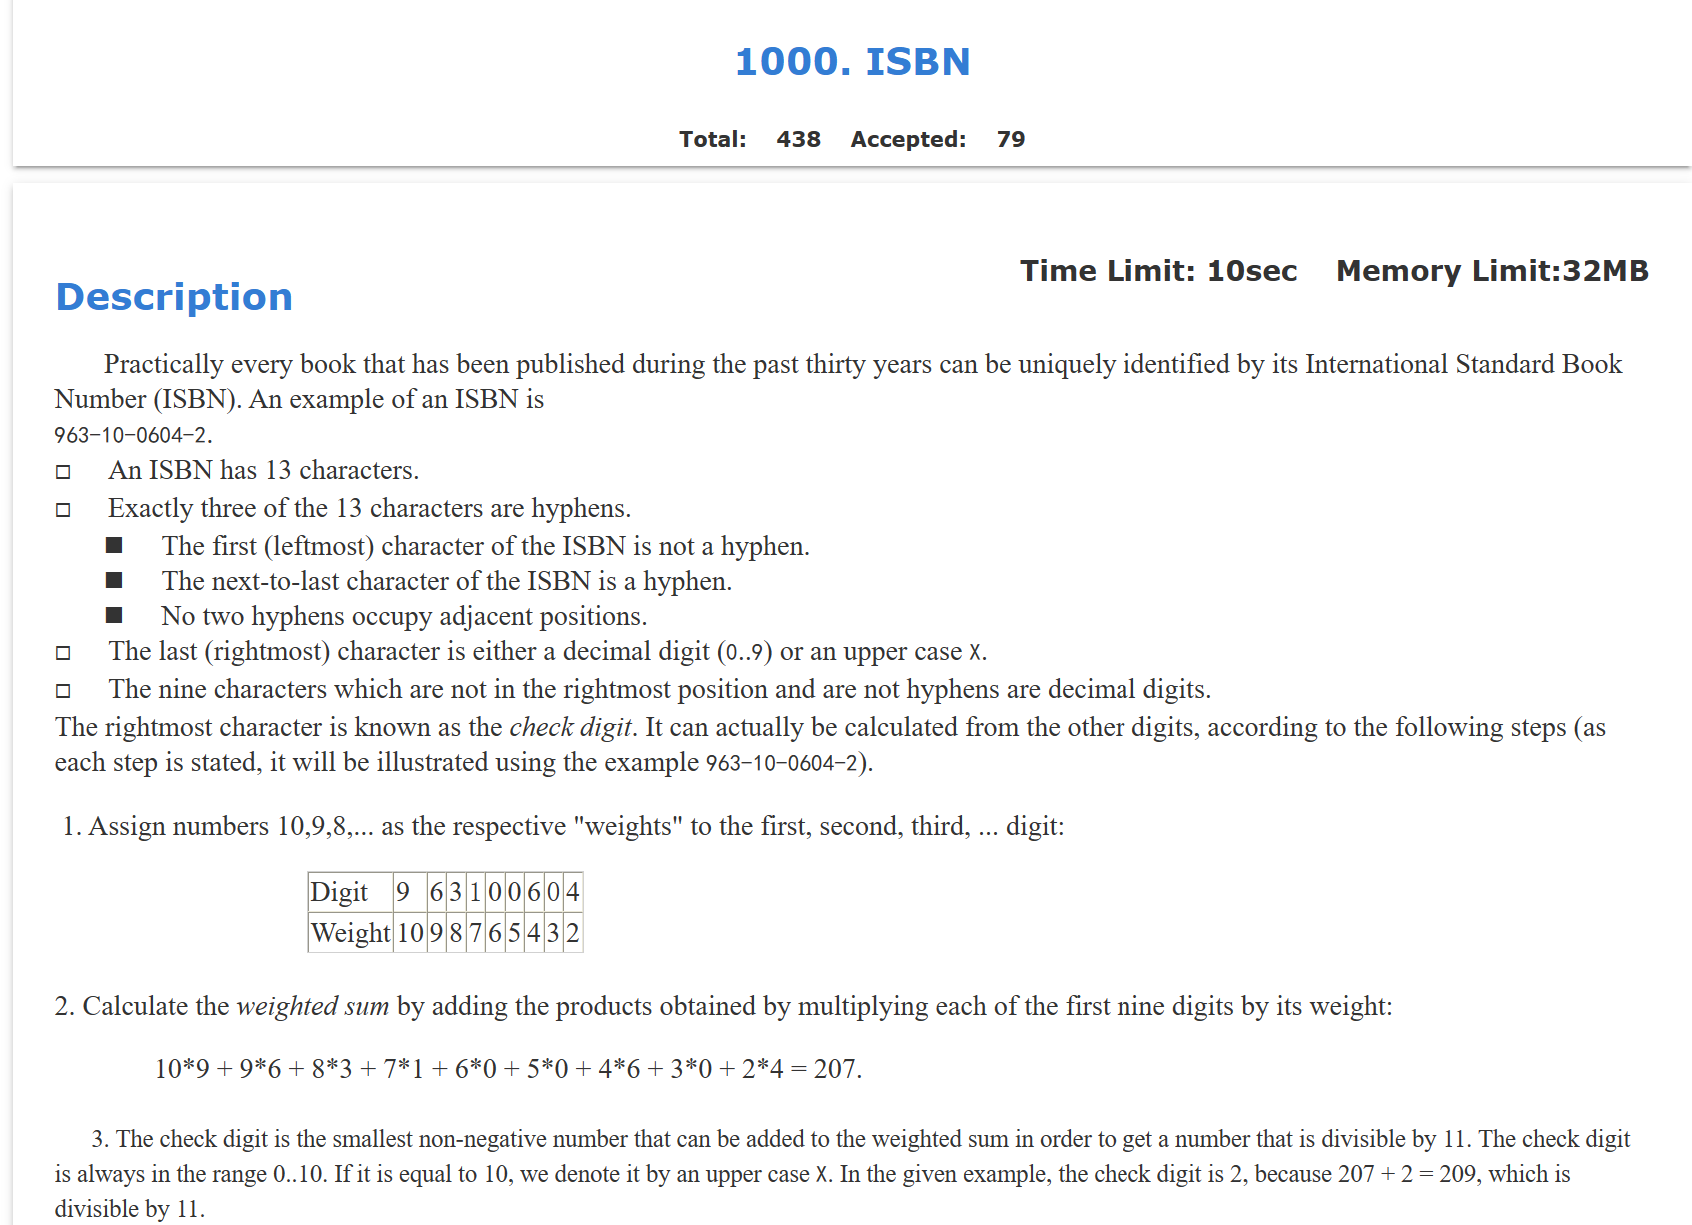 1000. ISBN
Total: 438 Accepted: 79
Time Limit: 10sec Memory Limit:32MB
Description
Practically every book that has been published during the past thirty years can be uniquely identified by its International Standard Book
Number (ISBN). An example of an ISBN is
963-10-0604-2.
An ISBN has 13 characters.
Exactly three of the 13 characters are hyphens.
The first (leftmost) character of the ISBN is not a hyphen.
The next-to-last character of the ISBN is a hyphen.
No two hyphens occupy adjacent positions.
The last (rightmost) character is either a decimal digit (0..9) or an upper case X.
The nine characters which are not in the rightmost position and are not hyphens are decimal digits.
The rightmost character is known as the check digit. It can actually be calculated from the other digits, according to the following steps (as
each step is stated, it will be illustrated using the example 963-10-0604-2).
1. Assign numbers 10,9,8,... as the respective "weights" to the first, second, third, ... digit:
Digit 9 6 3 1 0 0 6 0 4
Weight 10 9 8 7 6 5 4 3 2
2. Calculate the weighted sum by adding the products obtained by multiplying each of the first nine digits by its weight:
10*9 + 9*6 + 8*3 + 7*1 + 6*0 + 5*0 + 4*6 + 3*0 + 2*4 = 207.
3. The check digit is the smallest non-negative number that can be added to the weighted sum in order to get a number that is divisible by 11. The check digit
is always in the range 0..10. If it is equal to 10, we denote it by an upper case X. In the given example, the check digit is 2, because 207 + 2 = 209, which is
divisible by 11.